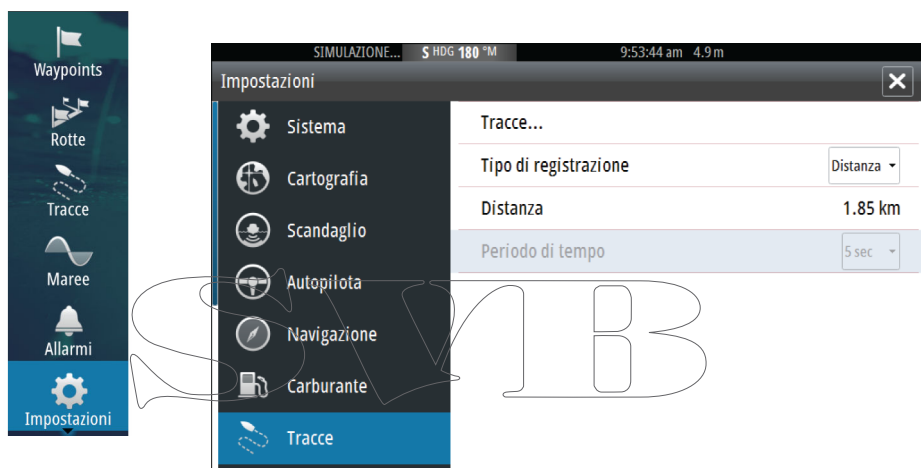 Waypoints
Rotte
Tracce
Maree
Allarmi
Impostazioni
SIMULAZIONE... S HDG 180 °M 9:53:44 am 4.9 m
Impostazioni
Sistema
Cartografia
Scandaglio
Autopilota
Navigazione
Carburante
Tracce
Tracce...
Tipo di registrazione Distanza
Distanza 1.85 km
Periodo di tempo 5 sec
SVB